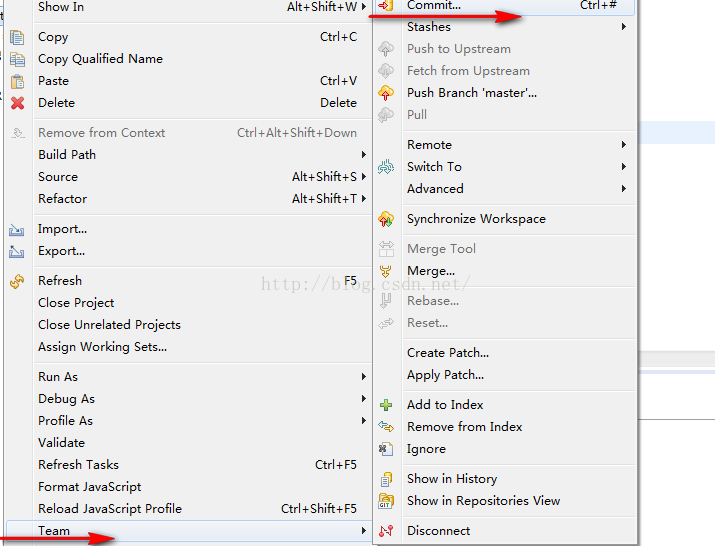 Show In Alt+Shift+W
Copy Ctrl+C
Copy Qualified Name
Paste Ctrl+V
Delete Delete
Remove from Context Ctrl+Alt+Shift+Down
Build Path
Source Alt+Shift+S
Refactor Alt+Shift+T
Import...
Export...
Refresh F5
Close Project
Close Unrelated Projects
Assign Working Sets...
Run As
Debug As
Profile As
Validate
Refresh Tasks Ctrl+F5
Format JavaScript
Reload JavaScript Profile Ctrl+Shift+F5
Team
Commit... Ctrl+#
Stashes
Push to Upstream
Fetch from Upstream
Push Branch 'master'...
Pull
Remote
Switch To
Advanced
Synchronize Workspace
Merge Tool
Merge...
Rebase...
Reset...
Create Patch...
Apply Patch...
Add to Index
Remove from Index
Ignore
Show in History
GIT Show in Repositories View
Disconnect
http://blog.csdn.net/